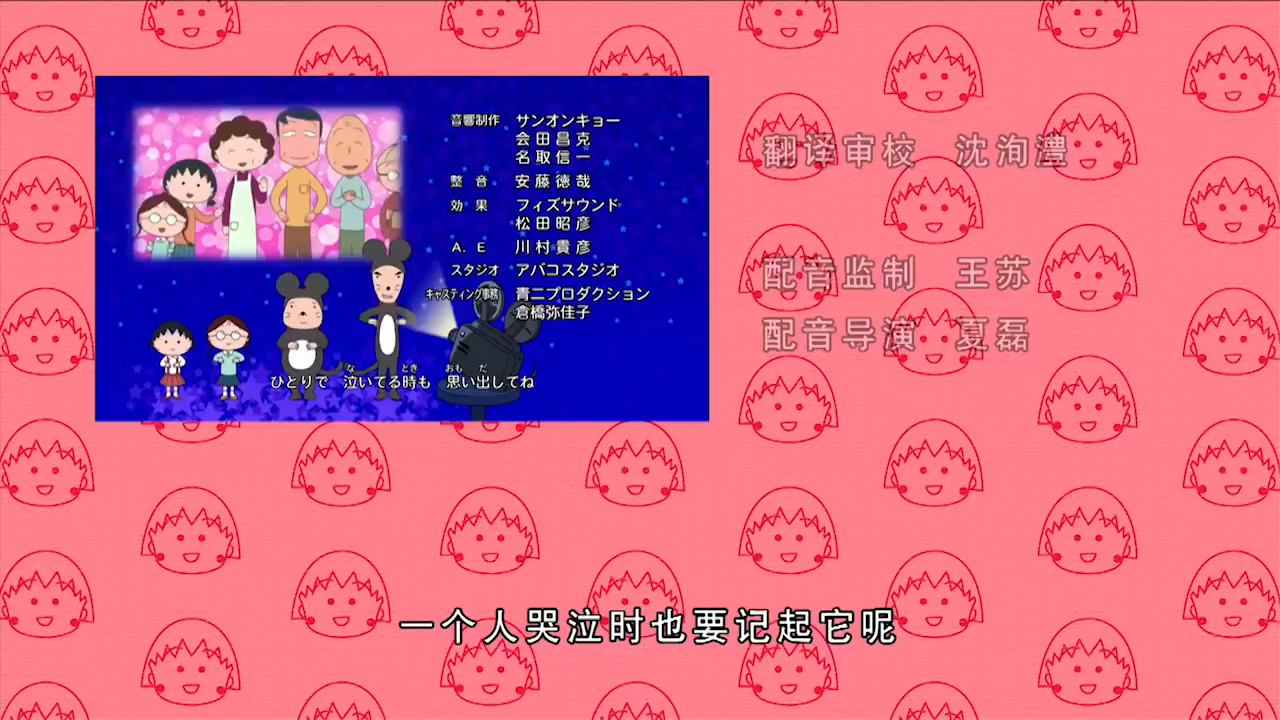 音響制作 サンオンキョー
会田昌克
名取信一
整音 安藤徳哉
効果 フィズサウンド
松田昭彦
A．E 川村貴彦
スタジオ アバコスタジオ
キャスティング事務 青二プロダクション
倉橋弥佳子
な とき おも だ
ひとりで 泣いてる時も 思い出してね
翻译审校 沈洵澧
配音监制 王苏
配音导演 夏磊
一个人哭泣时也要记起它呢